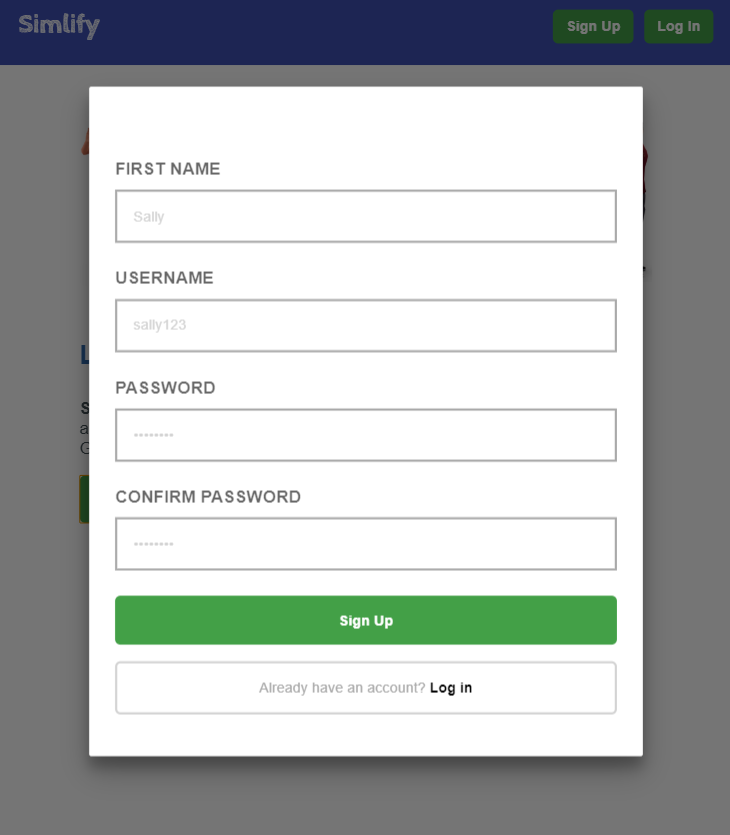 Simlify
Sign Up
Log In
FIRST NAME
Sally
USERNAME
sally123
PASSWORD
••••••••
CONFIRM PASSWORD
••••••••
Sign Up
Already have an account? Log in